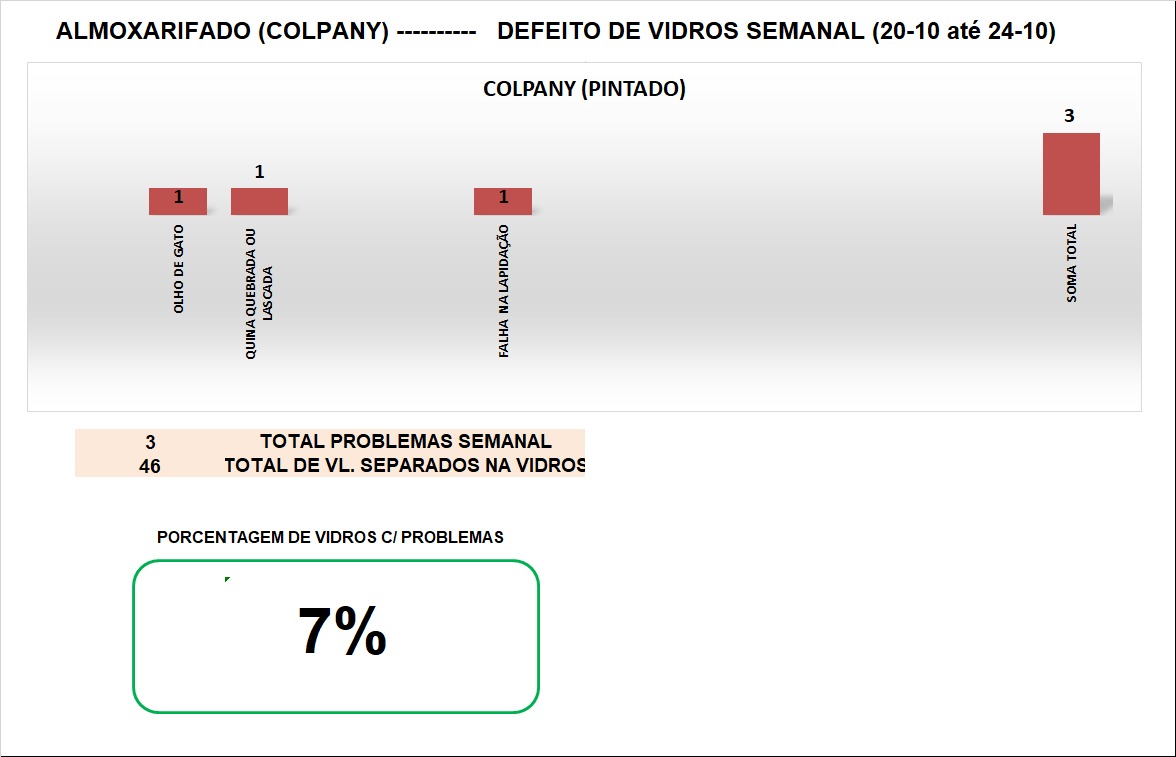 ALMOXARIFADO (COLPANY) ---------- DEFEITO DE VIDROS SEMANAL (20-10 até 24-10)
COLPANY (PINTADO)
3
1
1
1
OLHO DE GATO
QUINA QUEBRADA OU
LASCADA
FALHA NA LAPIDAÇÃO
SOMA TOTAL
3 TOTAL PROBLEMAS SEMANAL
46 TOTAL DE VL. SEPARADOS NA VIDROS
PORCENTAGEM DE VIDROS C/ PROBLEMAS
7%